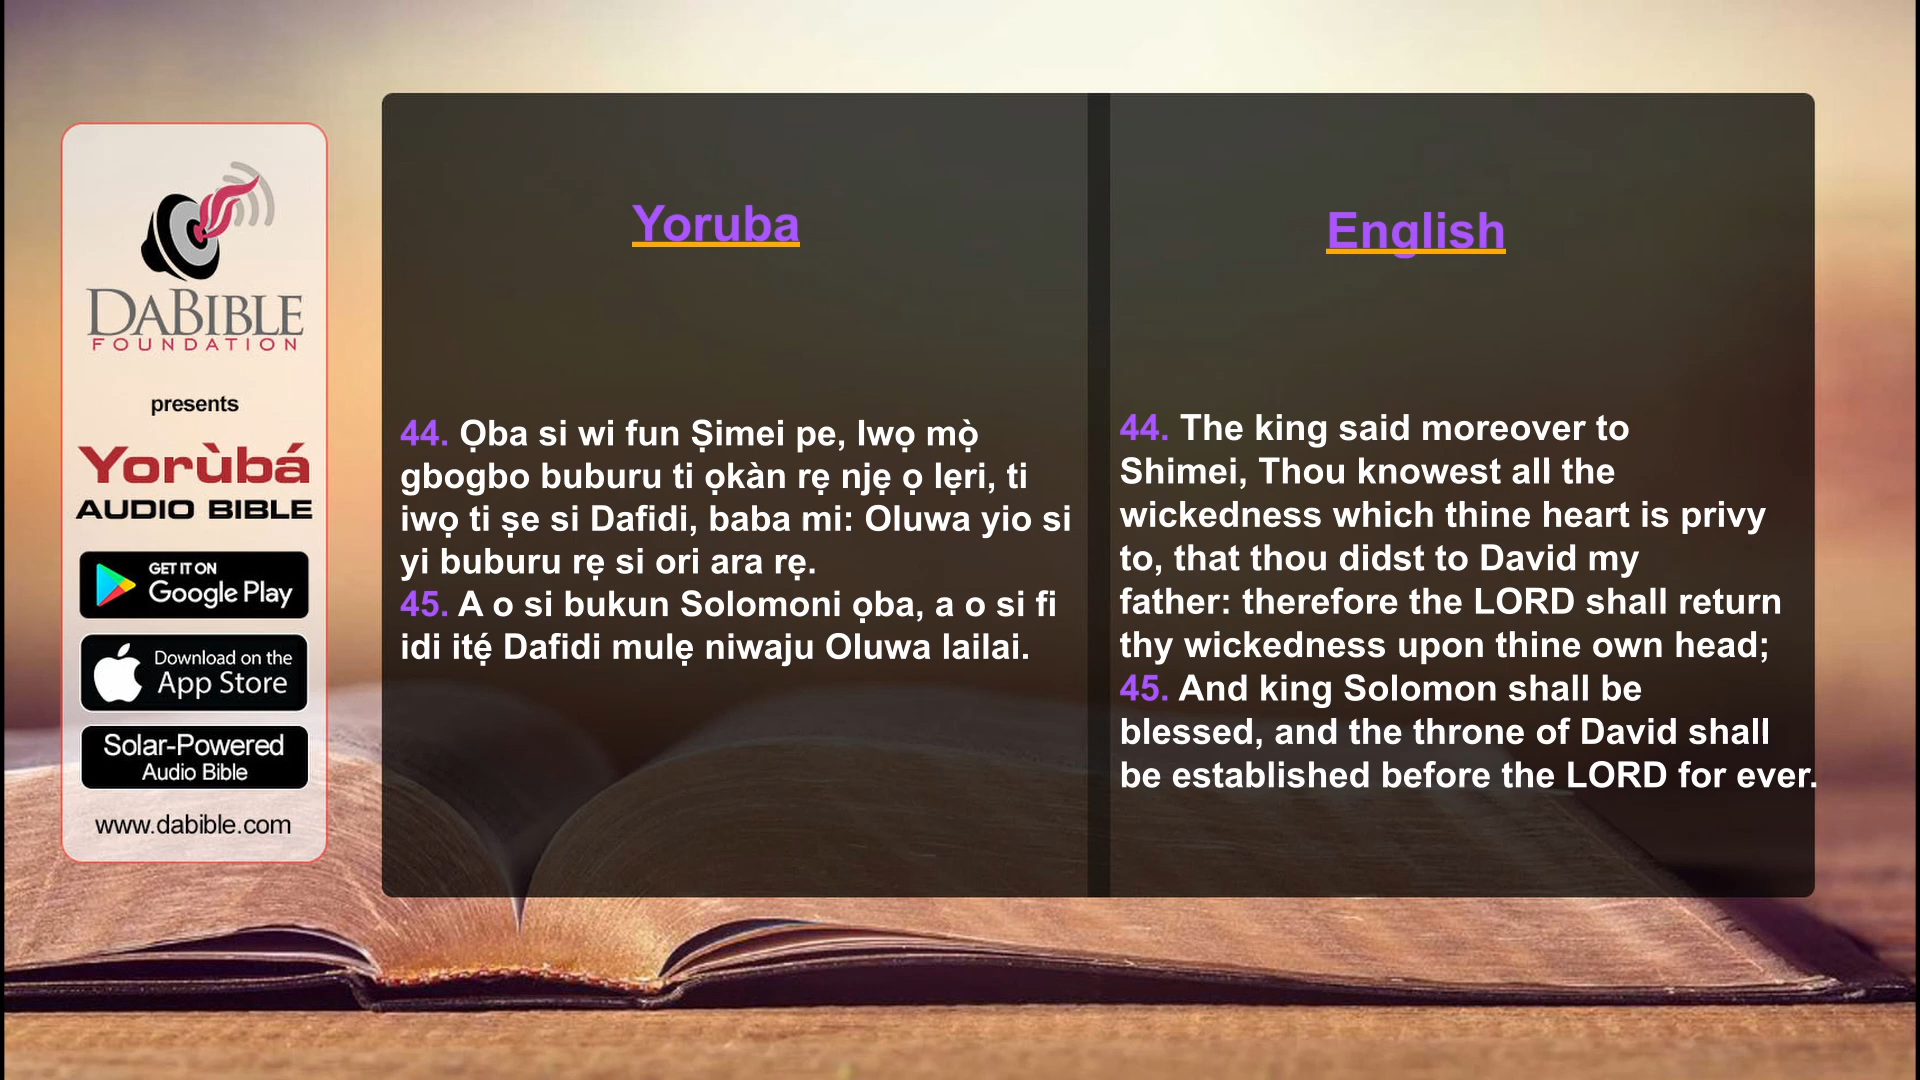 DABIBLE
FOUNDATION
presents
Yorùbá
AUDIO BIBLE
GET IT ON
Google Play
Download on the
App Store
Solar-Powered
Audio Bible
www.dabible.com
Yoruba
44. Ọba si wi fun Ṣimei pe, Iwọ mọ̀
gbogbo buburu ti ọkàn rẹ njẹ ọ lẹri, ti
iwọ ti ṣe si Dafidi, baba mi: Oluwa yio si
yi buburu rẹ si ori ara rẹ.
45. A o si bukun Solomoni ọba, a o si fi
idi itẹ́ Dafidi mulẹ niwaju Oluwa lailai.
English
44. The king said moreover to
Shimei, Thou knowest all the
wickedness which thine heart is privy
to, that thou didst to David my
father: therefore the LORD shall return
thy wickedness upon thine own head;
45. And king Solomon shall be
blessed, and the throne of David shall
be established before the LORD for ever.